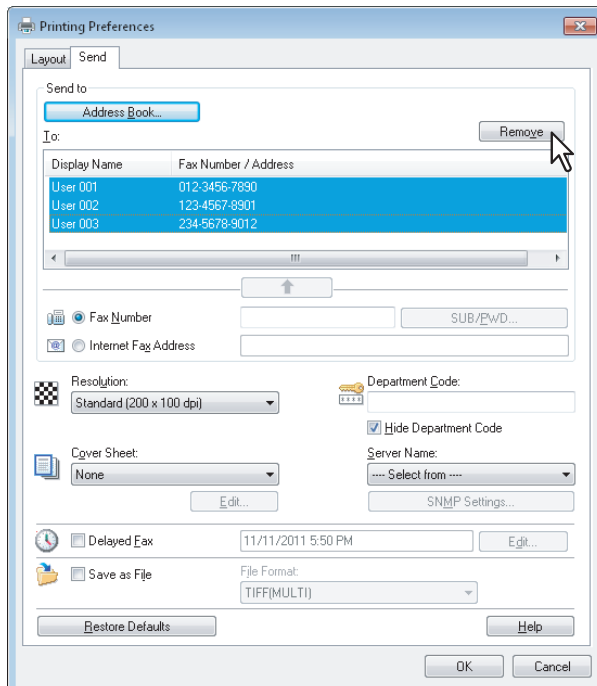 Printing Preferences
Layout Send
Send to
Address Book...
To:
Remove
Display Name Fax Number / Address
User 001 012-3456-7890
User 002 123-4567-8901
User 003 234-5678-9012
Fax Number SUB/PWD...
Internet Fax Address
Resolution: Department Code:
Standard (200 x 100 dpi)
Hide Department Code
Cover Sheet: Server Name:
None ---- Select from ----
Edit... SNMP Settings...
Delayed Fax 11/11/2011 5:50 PM Edit...
Save as File File Format:
TIFF(MULTI)
Restore Defaults Help
OK Cancel